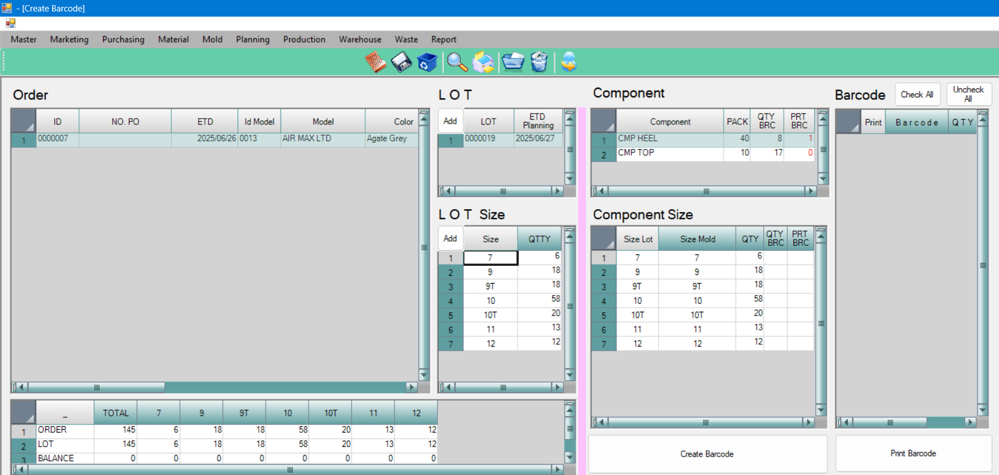 - [Create Barcode]
Master Marketing Purchasing Material Mold Planning Production Warehouse Waste Report
Order
ID NO. PO ETD Id Model Model Color
1 0000007 2025/06/26 0013 AIR MAX LTD Agate Grey
L O T
Add LOT ETD Planning
1 0000019 2025/06/27
Component
Component PACK QTY BRC PRT BRC
1 CMP HEEL 40 8 1
2 CMP TOP 10 17 0
Barcode Check All Uncheck All
Print Barcode QTY
L O T Size
Add Size QTTY
1 7 6
2 9 18
3 9T 18
4 10 58
5 10T 20
6 11 13
7 12 12
Component Size
Size Lot Size Mold QTY QTY BRC PRT BRC
1 7 7 6
2 9 9 18
3 9T 9T 18
4 10 10 58
5 10T 10T 20
6 11 11 13
7 12 12 12
_ TOTAL 7 9 9T 10 10T 11 12
1 ORDER 145 6 18 18 58 20 13 12
2 LOT 145 6 18 18 58 20 13 12
3 BALANCE 0 0 0 0 0 0 0 0
Create Barcode
Print Barcode